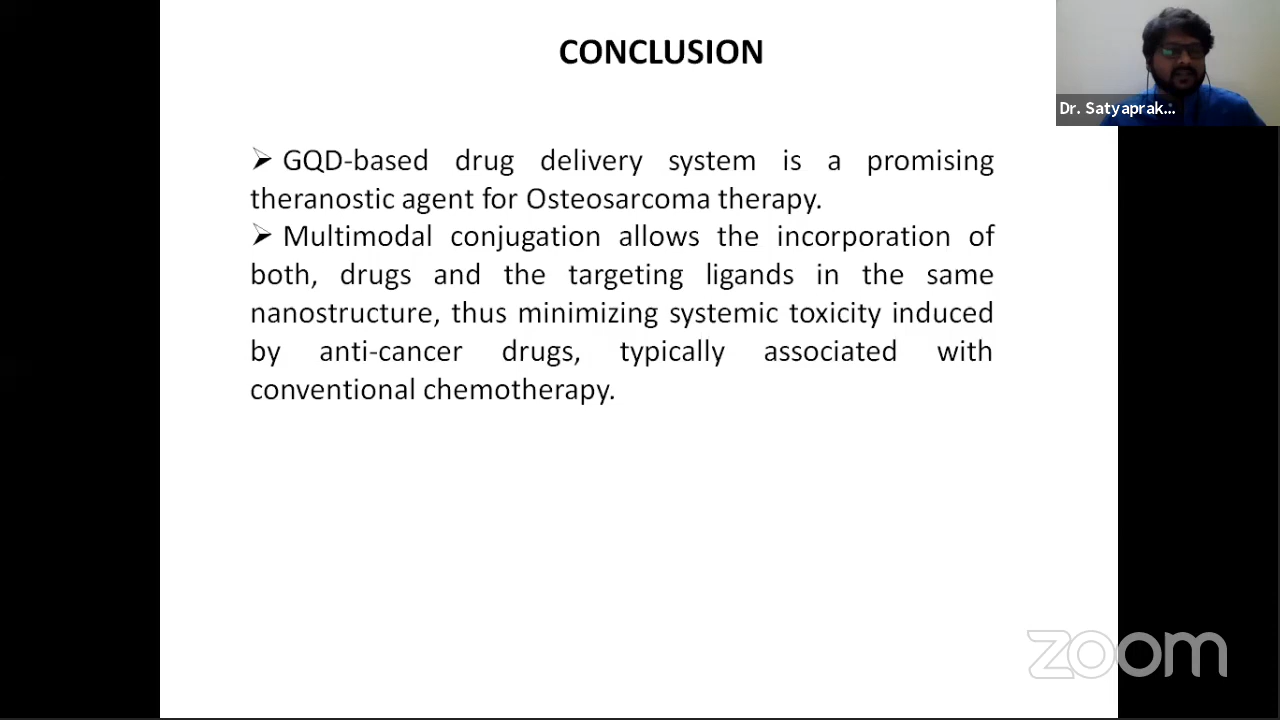 CONCLUSION
Dr. Satyaprak...
➢ GQD-based drug delivery system is a promising
theranostic agent for Osteosarcoma therapy.
➢ Multimodal conjugation allows the incorporation of
both, drugs and the targeting ligands in the same
nanostructure, thus minimizing systemic toxicity induced
by anti-cancer drugs, typically associated with
conventional chemotherapy.
zoom